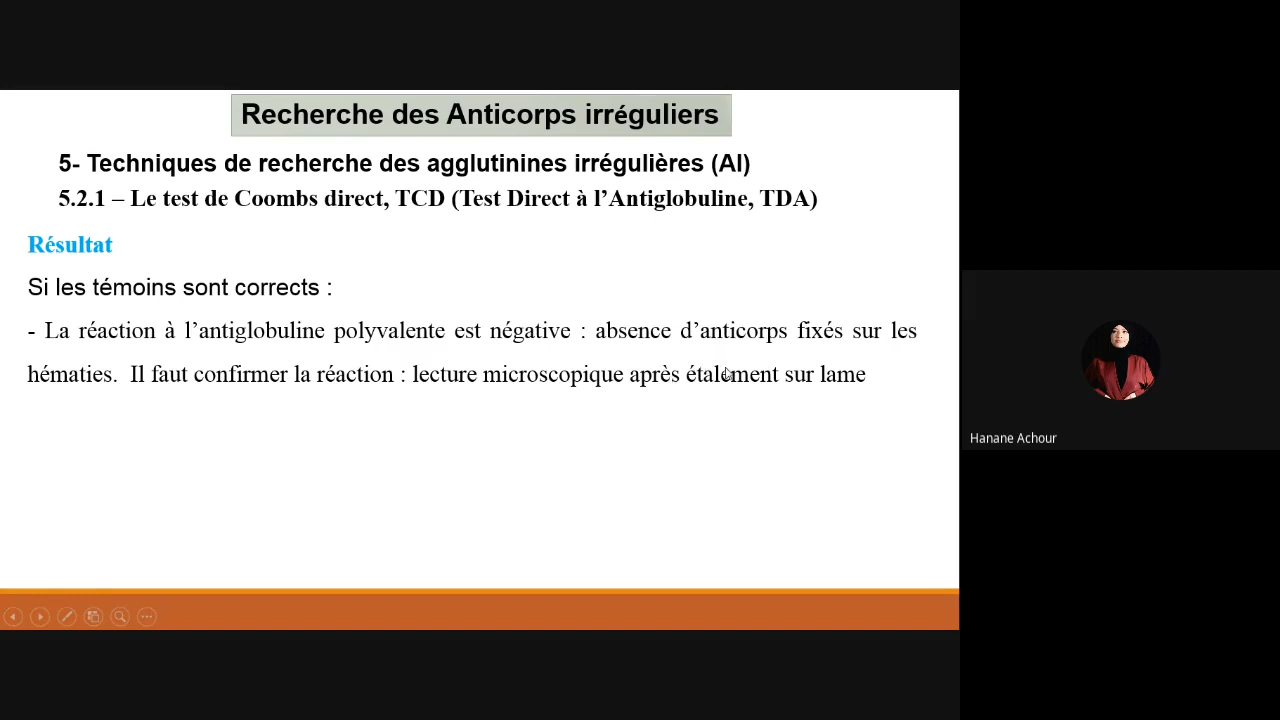 Recherche des Anticorps irréguliers
5- Techniques de recherche des agglutinines irrégulières (AI)
5.2.1 – Le test de Coombs direct, TCD (Test Direct à l’Antiglobuline, TDA)
Résultat
Si les témoins sont corrects :
- La réaction à l’antiglobuline polyvalente est négative : absence d’anticorps fixés sur les
hématies. Il faut confirmer la réaction : lecture microscopique après étalement sur lame
Hanane Achour